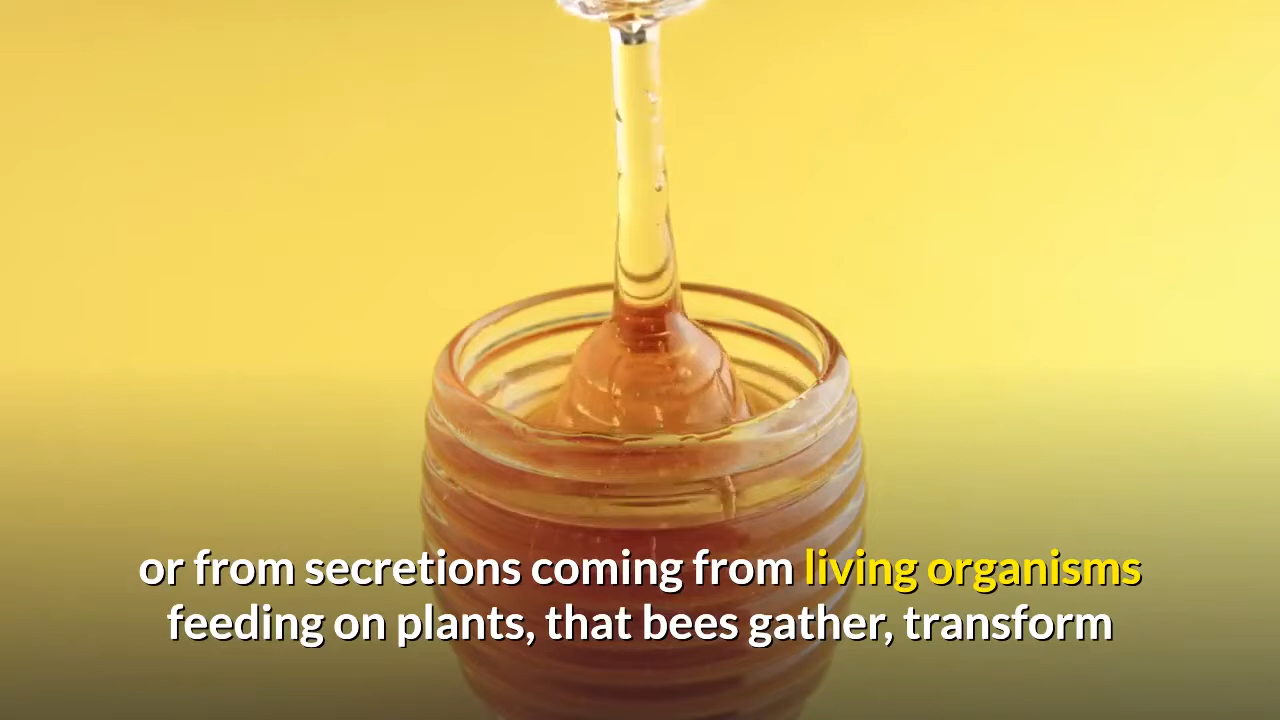 or from secretions coming from living organisms
feeding on plants, that bees gather, transform